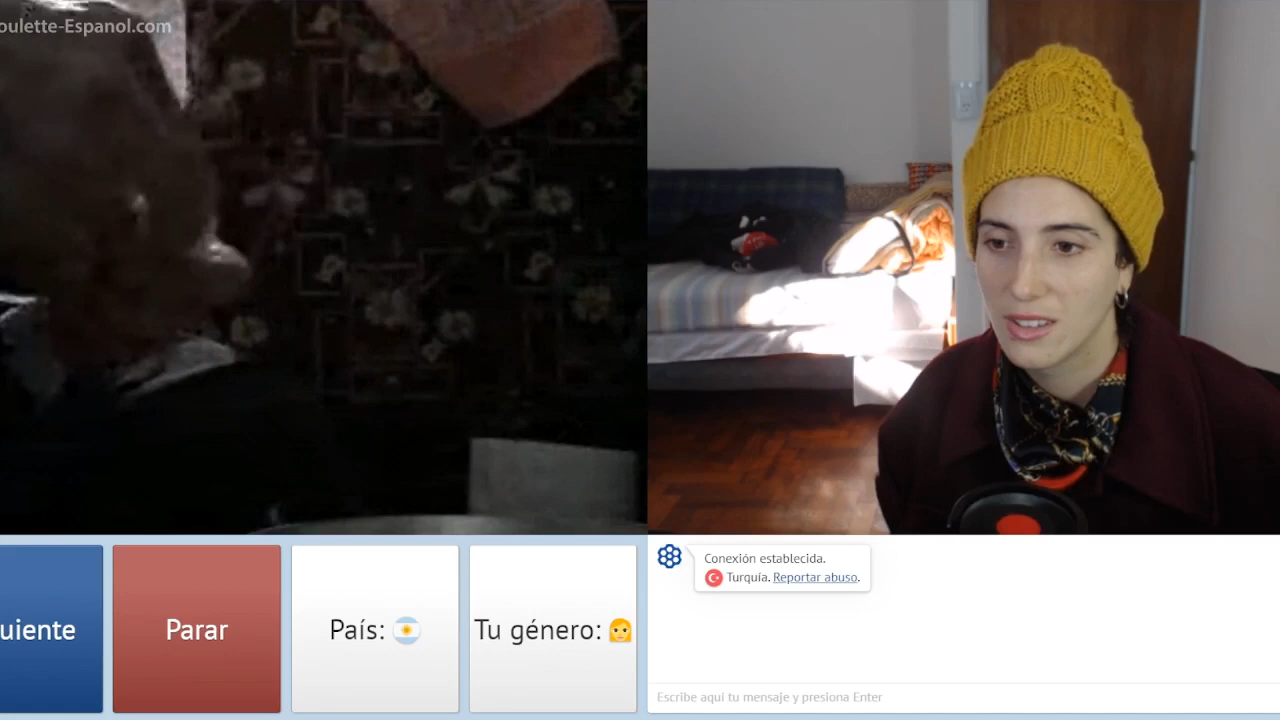 oulette-Espanol.com
uiente
Parar
País:
Tu género:
Conexión establecida.
Turquía. Reportar abuso.
Escribe aquí tu mensaje y presiona Enter